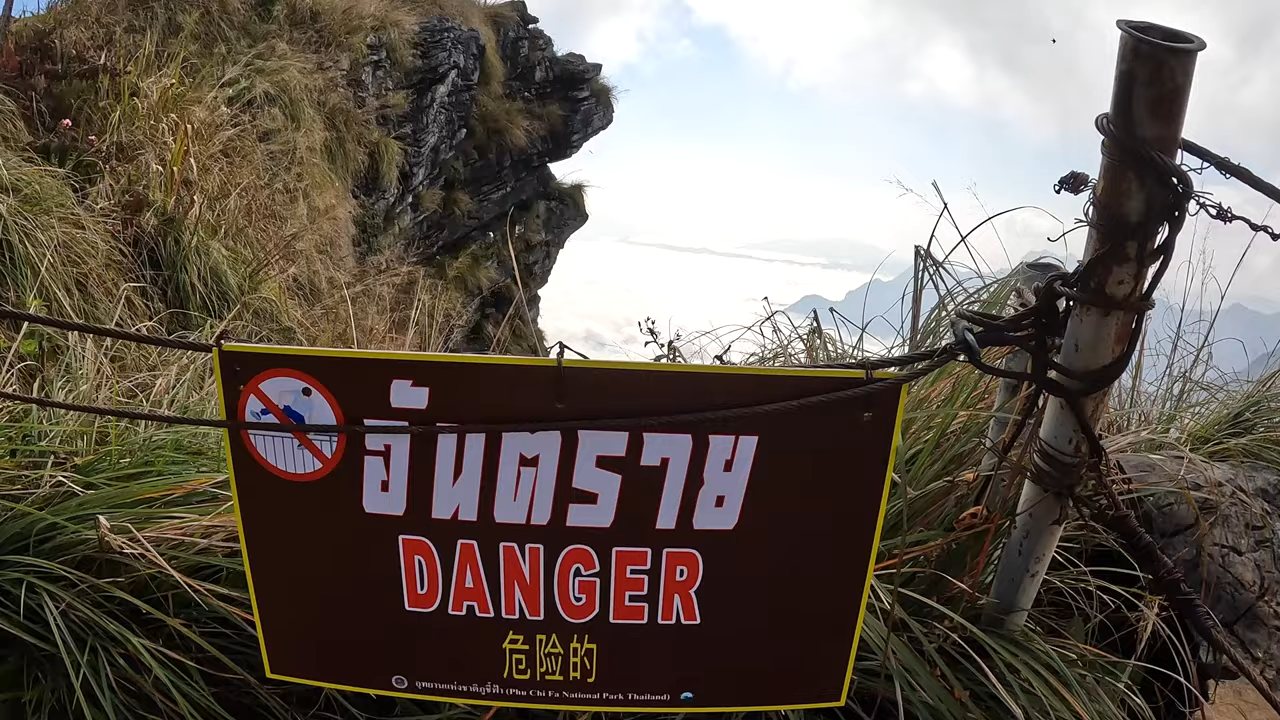 อันตราย
DANGER
危险的
อุทยานแห่งชาติภูชี้ฟ้า (Phu Chi Fa National Park Thailand)